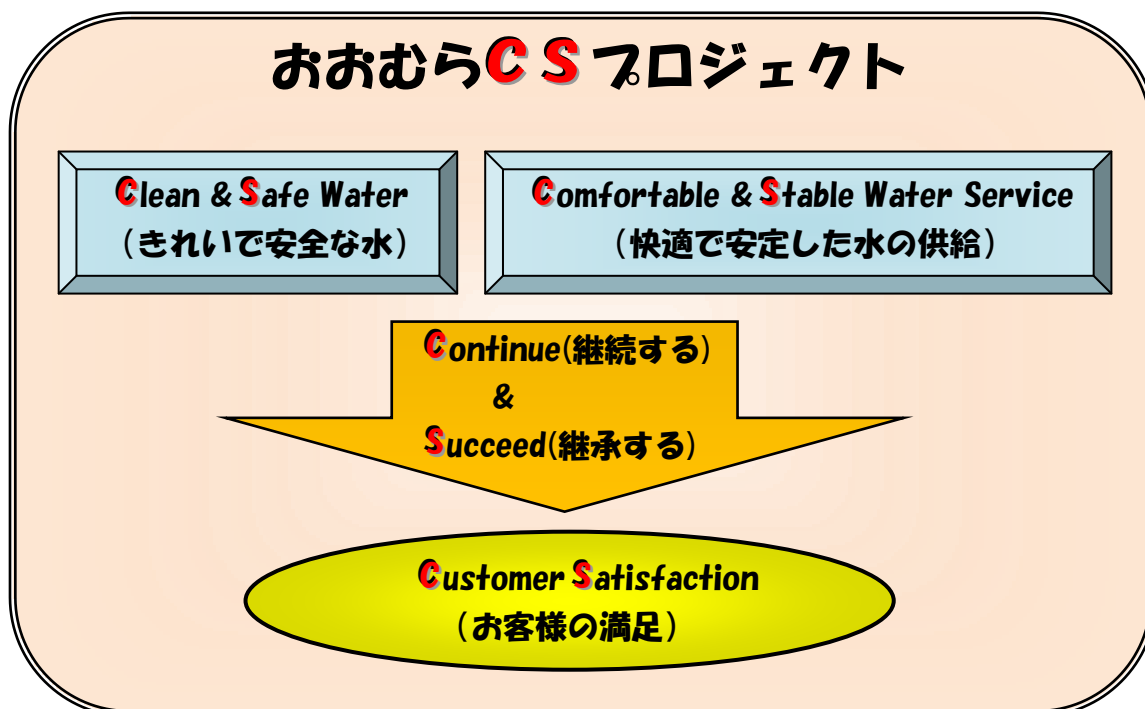 おおむらCSプロジェクト
Clean & Safe Water
(きれいで安全な水)
Comfortable & Stable Water Service
(快適で安定した水の供給)
Continue(継続する)
&
Succeed(継承する)
Customer Satisfaction
(お客様の満足)